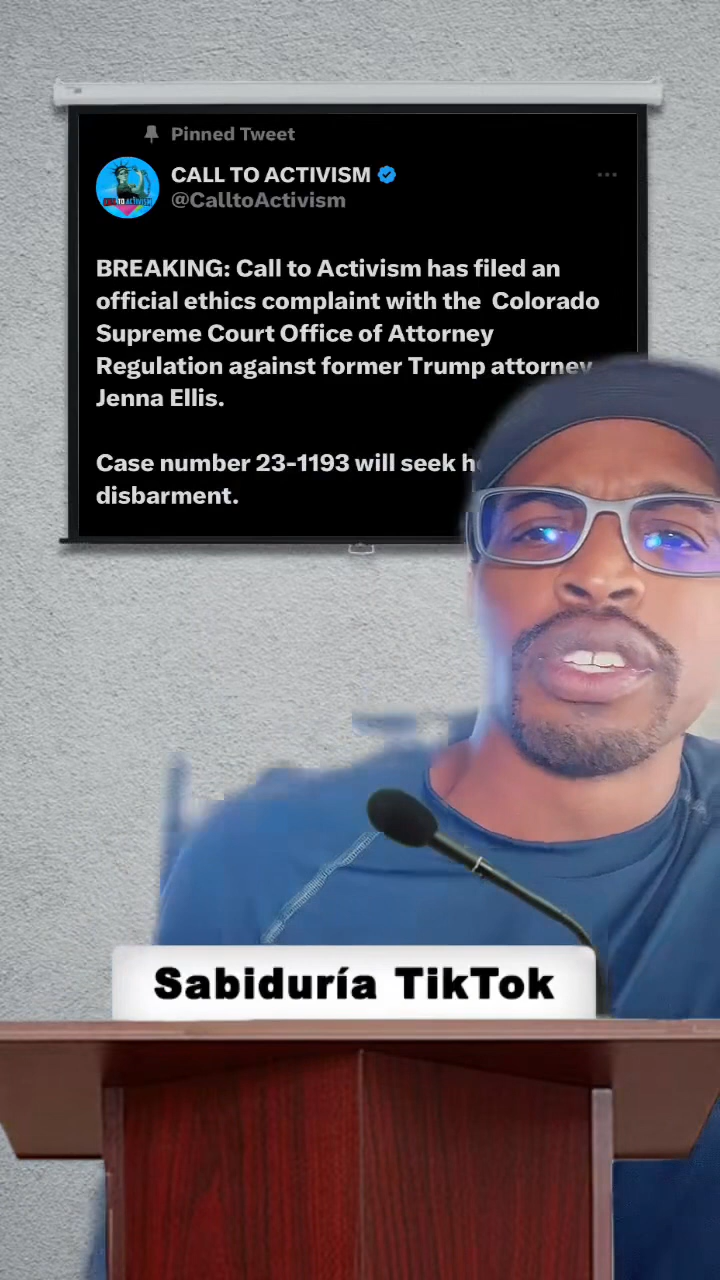 Pinned Tweet
CALL TO ACTIVISM
@CalltoActivism
BREAKING: Call to Activism has filed an
official ethics complaint with the Colorado
Supreme Court Office of Attorney
Regulation against former Trump attorney
Jenna Ellis.
Case number 23-1193 will seek
disbarment.
Sabiduría TikTok